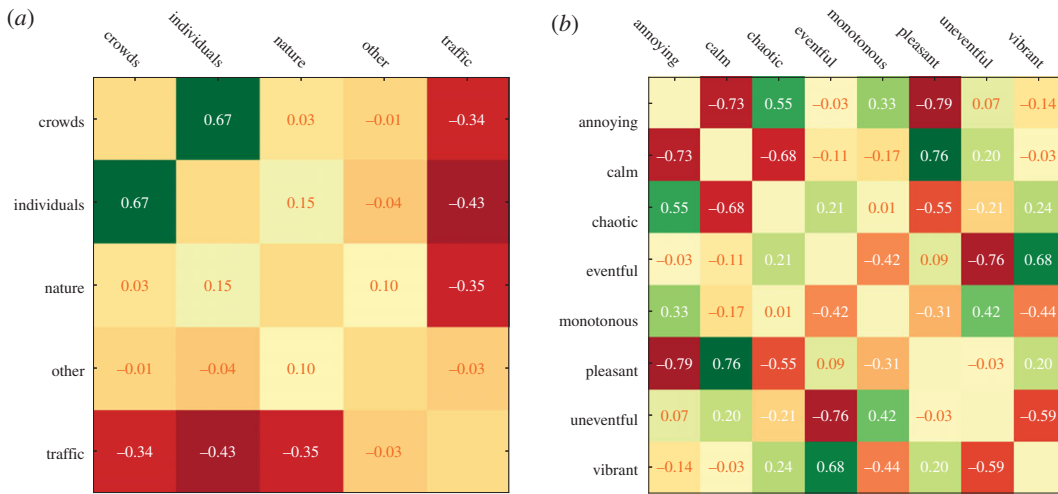 (a)
crowds individuals nature other traffic
crowds 0.67 0.03 −0.01 −0.34
individuals 0.67 0.15 −0.04 −0.43
nature 0.03 0.15 0.10 −0.35
other −0.01 −0.04 0.10 −0.03
traffic −0.34 −0.43 −0.35 −0.03
(b)
annoying calm chaotic eventful monotonous pleasant uneventful vibrant
annoying −0.73 0.55 −0.03 0.33 −0.79 0.07 −0.14
calm −0.73 −0.68 −0.11 −0.17 0.76 0.20 −0.03
chaotic 0.55 −0.68 0.21 0.01 −0.55 −0.21 0.24
eventful −0.03 −0.11 0.21 −0.42 0.09 −0.76 0.68
monotonous 0.33 −0.17 0.01 −0.42 −0.31 0.42 −0.44
pleasant −0.79 0.76 −0.55 0.09 −0.31 −0.03 0.20
uneventful 0.07 0.20 −0.21 −0.76 0.42 −0.03 −0.59
vibrant −0.14 −0.03 0.24 0.68 −0.44 0.20 −0.59